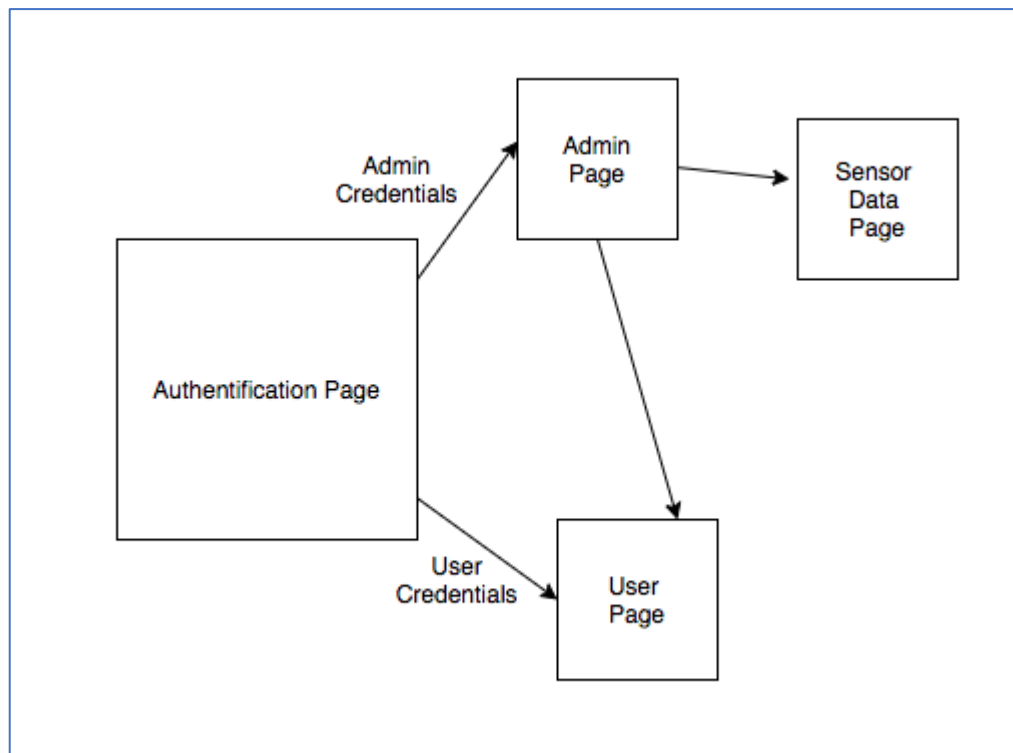 Admin
Page
Sensor
Data
Page
Admin
Credentials
Authentification Page
User
Credentials
User
Page